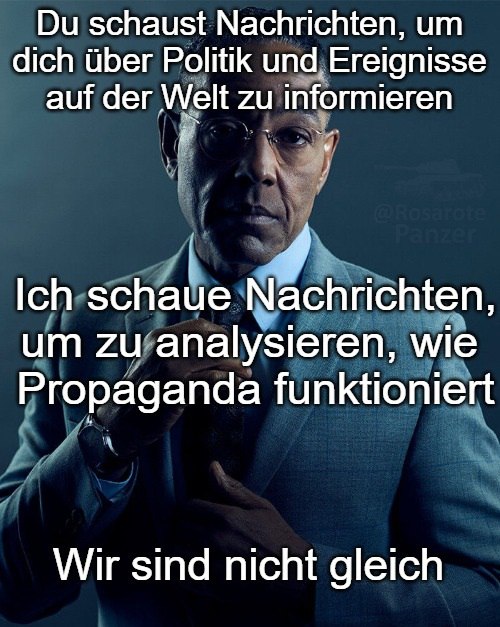 Du schaust Nachrichten, um
dich über Politik und Ereignisse
auf der Welt zu informieren
@Rosarote
Panzer
Ich schaue Nachrichten,
um zu analysieren, wie
Propaganda funktioniert
Wir sind nicht gleich